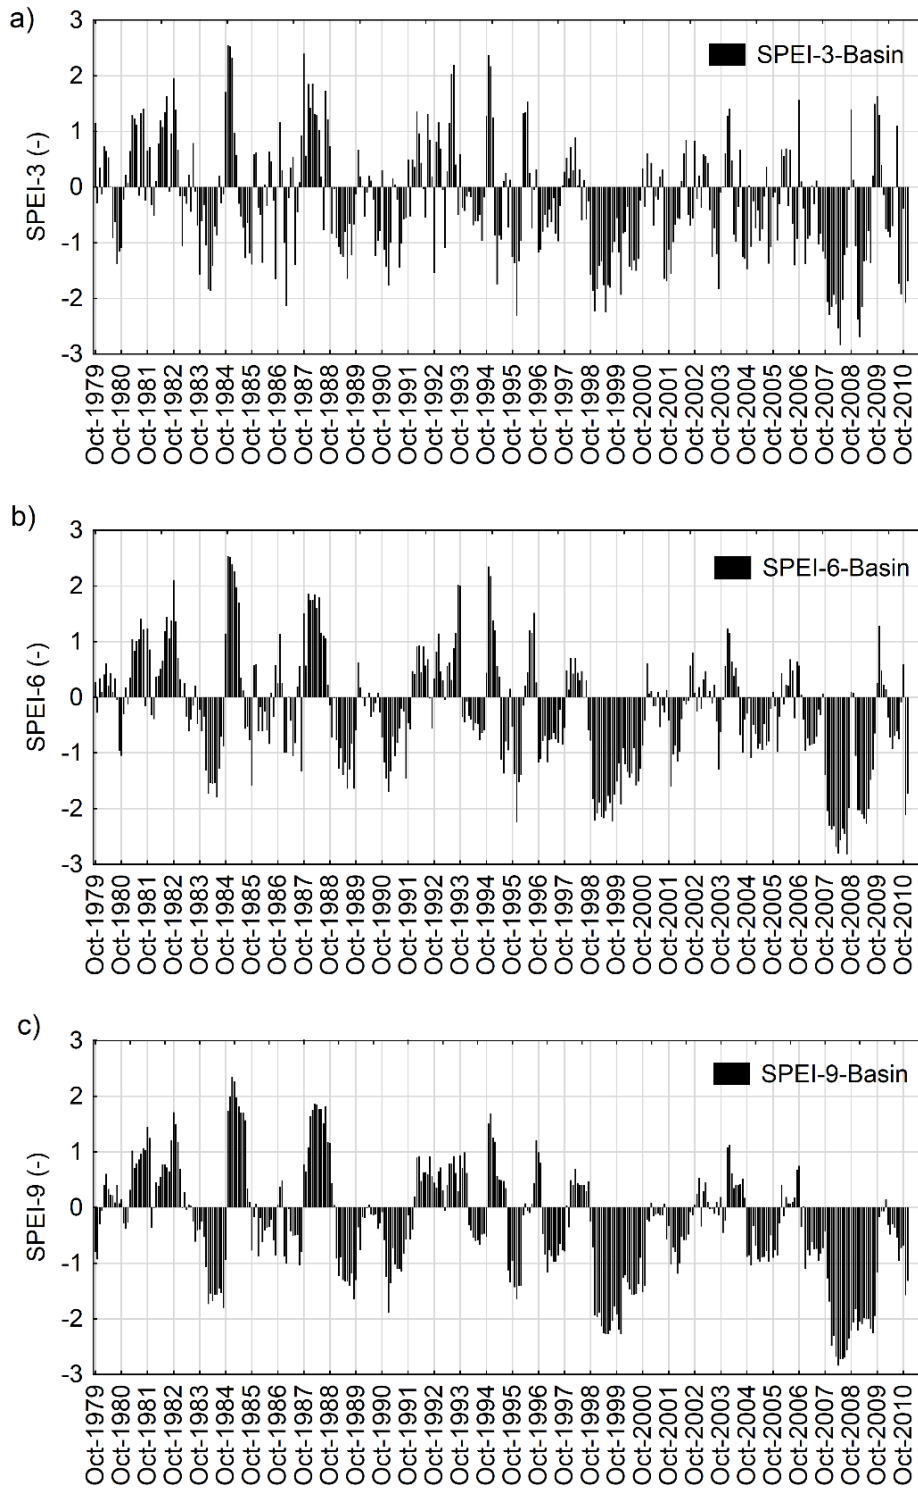 a)
3
2
1
0
-1
-2
-3
SPEI-3 (-)
SPEI-3-Basin
Oct-1979
Oct-1980
Oct-1981
Oct-1982
Oct-1983
Oct-1984
Oct-1985
Oct-1986
Oct-1987
Oct-1988
Oct-1989
Oct-1990
Oct-1991
Oct-1992
Oct-1993
Oct-1994
Oct-1995
Oct-1996
Oct-1997
Oct-1998
Oct-1999
Oct-2000
Oct-2001
Oct-2002
Oct-2003
Oct-2004
Oct-2005
Oct-2006
Oct-2007
Oct-2008
Oct-2009
Oct-2010
b)
3
2
1
0
-1
-2
-3
SPEI-6 (-)
SPEI-6-Basin
Oct-1979
Oct-1980
Oct-1981
Oct-1982
Oct-1983
Oct-1984
Oct-1985
Oct-1986
Oct-1987
Oct-1988
Oct-1989
Oct-1990
Oct-1991
Oct-1992
Oct-1993
Oct-1994
Oct-1995
Oct-1996
Oct-1997
Oct-1998
Oct-1999
Oct-2000
Oct-2001
Oct-2002
Oct-2003
Oct-2004
Oct-2005
Oct-2006
Oct-2007
Oct-2008
Oct-2009
Oct-2010
c)
3
2
1
0
-1
-2
-3
SPEI-9 (-)
SPEI-9-Basin
Oct-1979
Oct-1980
Oct-1981
Oct-1982
Oct-1983
Oct-1984
Oct-1985
Oct-1986
Oct-1987
Oct-1988
Oct-1989
Oct-1990
Oct-1991
Oct-1992
Oct-1993
Oct-1994
Oct-1995
Oct-1996
Oct-1997
Oct-1998
Oct-1999
Oct-2000
Oct-2001
Oct-2002
Oct-2003
Oct-2004
Oct-2005
Oct-2006
Oct-2007
Oct-2008
Oct-2009
Oct-2010